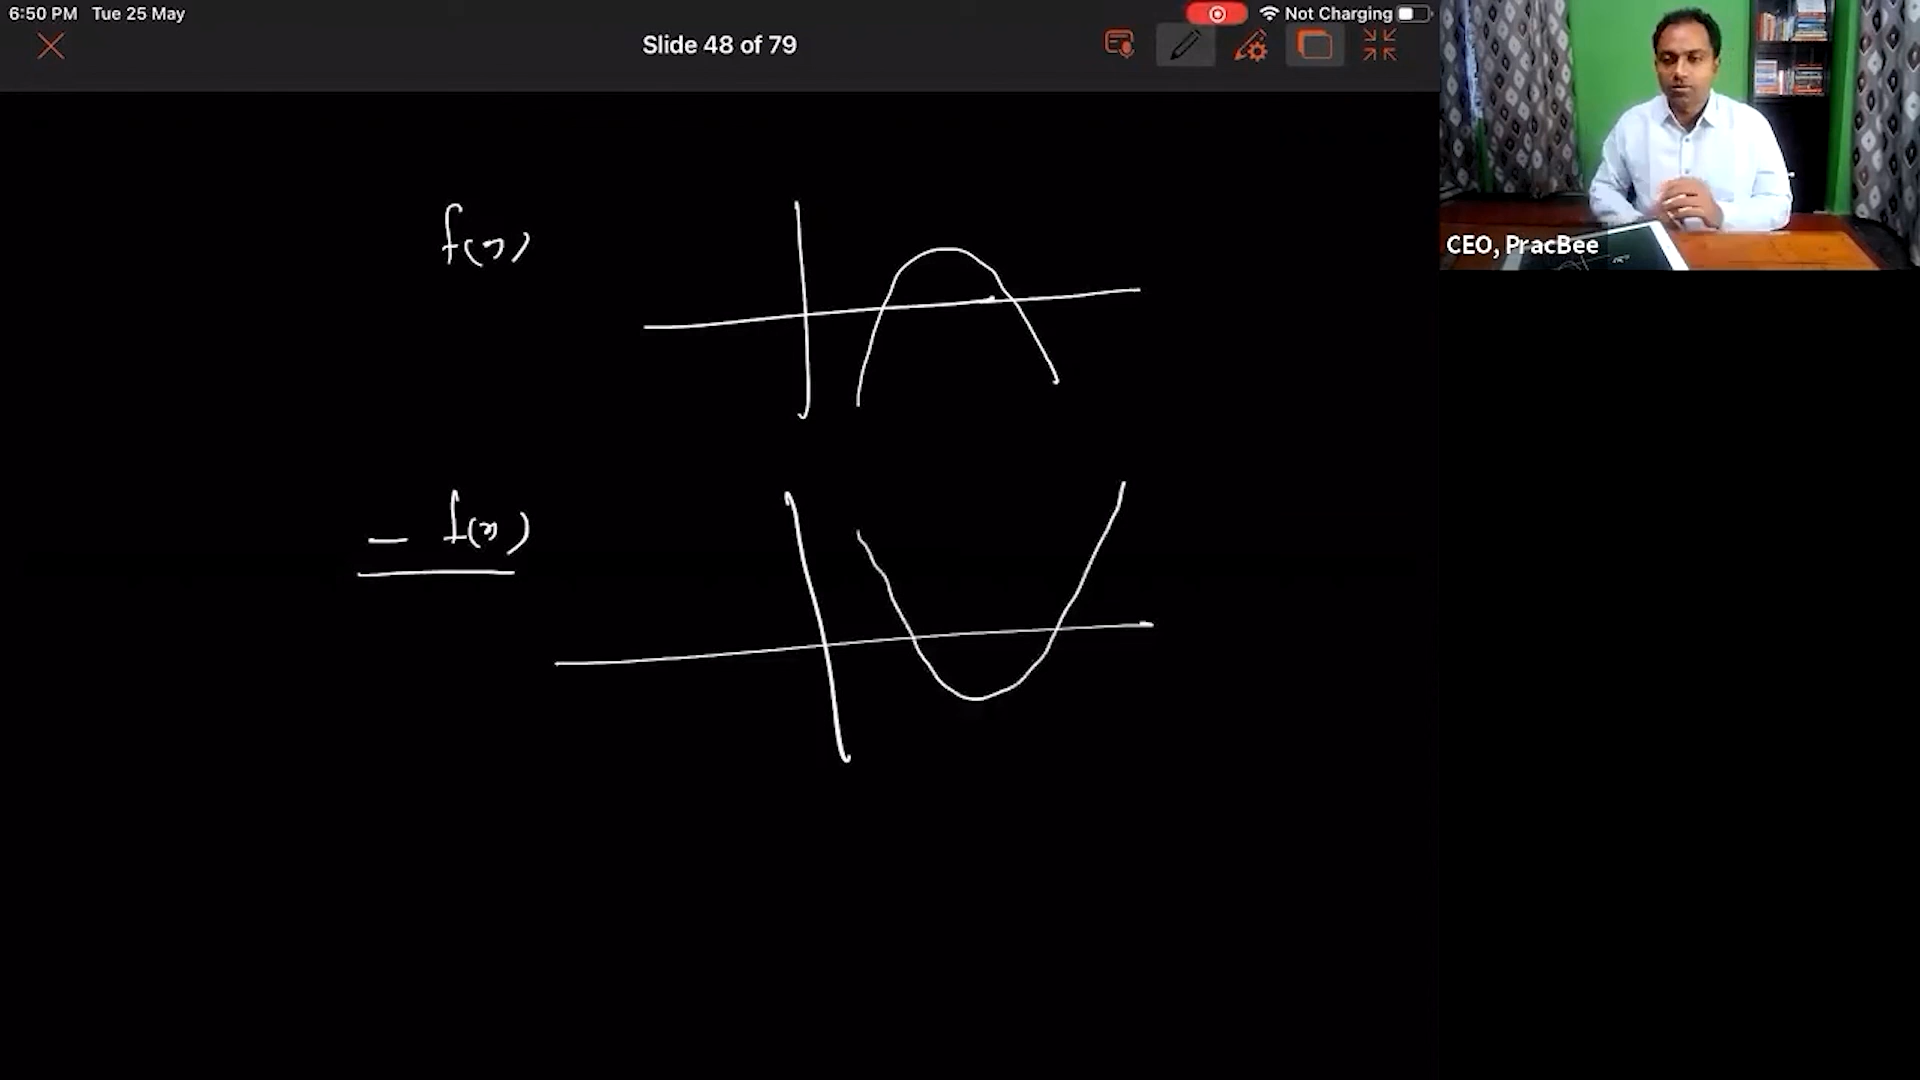 6:50 PM Tue 25 May
Not Charging
Slide 48 of 79
CEO, PracBee
f(x)
- f(x)